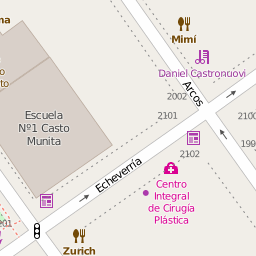 Mimí
Daniel Castronuovi
2002
Arcos
2101
2100
Escuela
Nº1 Casto
Munita
2102
Echeverría
Centro
Integral
de Cirugía
Plástica
Zurich